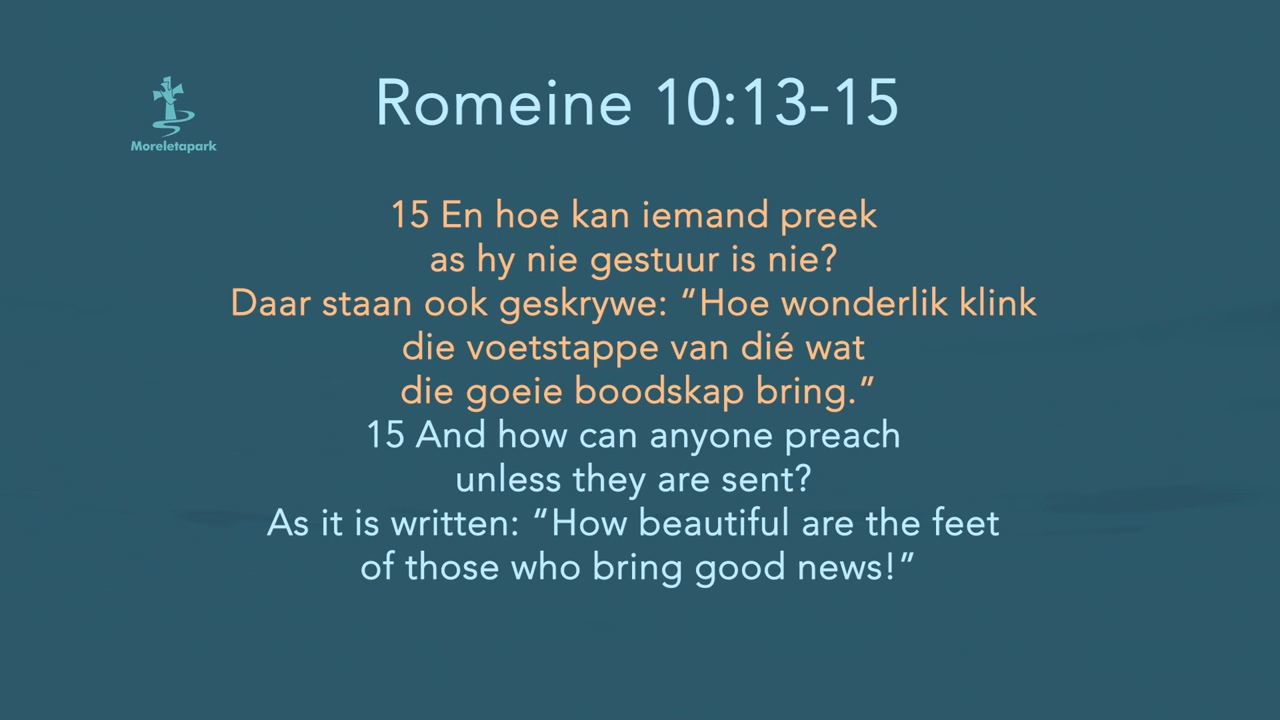 Moreletapark
Romeine 10:13-15
15 En hoe kan iemand preek
as hy nie gestuur is nie?
Daar staan ook geskrywe: “Hoe wonderlik klink
die voetstappe van dié wat
die goeie boodskap bring.”
15 And how can anyone preach
unless they are sent?
As it is written: “How beautiful are the feet
of those who bring good news!”